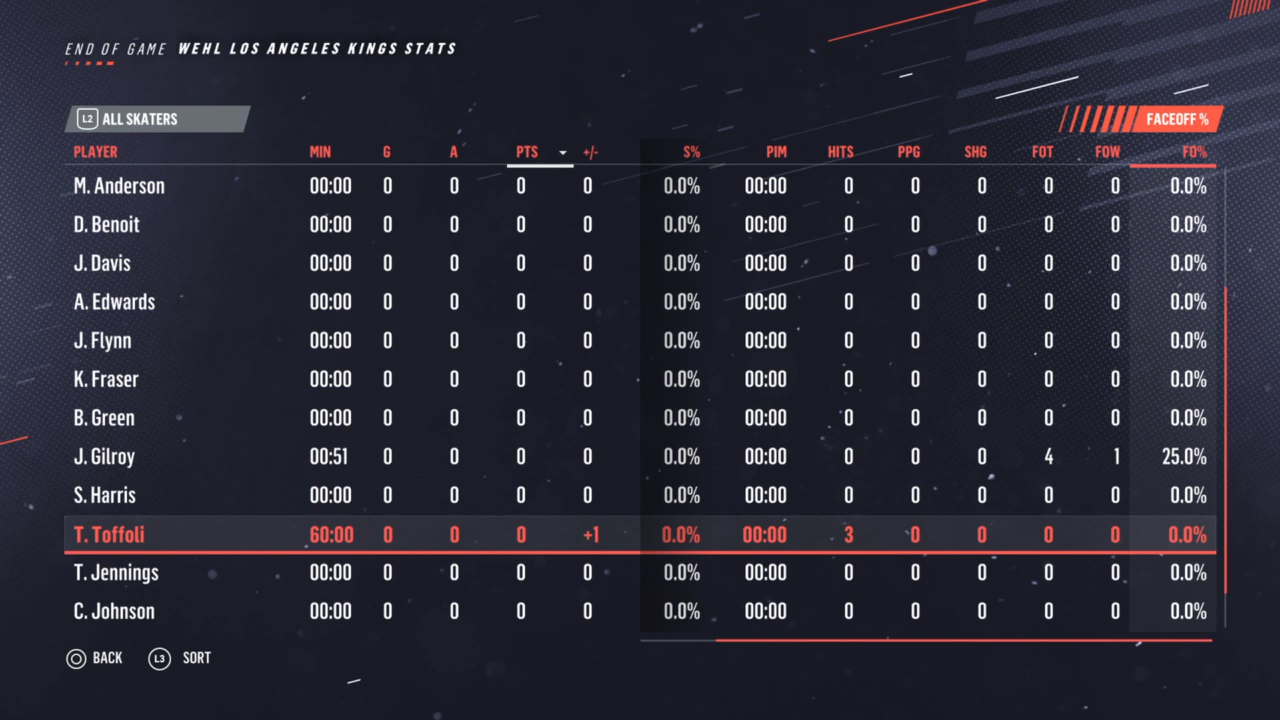 END OF GAME WEHL LOS ANGELES KINGS STATS
L2 ALL SKATERS
FACEOFF %
PLAYER MIN G A PTS +/- S% PIM HITS PPG SHG FOT FOW FO%
M. Anderson 00:00 0 0 0 0 0.0% 00:00 0 0 0 0 0 0.0%
D. Benoit 00:00 0 0 0 0 0.0% 00:00 0 0 0 0 0 0.0%
J. Davis 00:00 0 0 0 0 0.0% 00:00 0 0 0 0 0 0.0%
A. Edwards 00:00 0 0 0 0 0.0% 00:00 0 0 0 0 0 0.0%
J. Flynn 00:00 0 0 0 0 0.0% 00:00 0 0 0 0 0 0.0%
K. Fraser 00:00 0 0 0 0 0.0% 00:00 0 0 0 0 0 0.0%
B. Green 00:00 0 0 0 0 0.0% 00:00 0 0 0 0 0 0.0%
J. Gilroy 00:51 0 0 0 0 0.0% 00:00 0 0 0 4 1 25.0%
S. Harris 00:00 0 0 0 0 0.0% 00:00 0 0 0 0 0 0.0%
T. Toffoli 60:00 0 0 0 +1 0.0% 00:00 3 0 0 0 0 0.0%
T. Jennings 00:00 0 0 0 0 0.0% 00:00 0 0 0 0 0 0.0%
C. Johnson 00:00 0 0 0 0 0.0% 00:00 0 0 0 0 0 0.0%
BACK L3 SORT